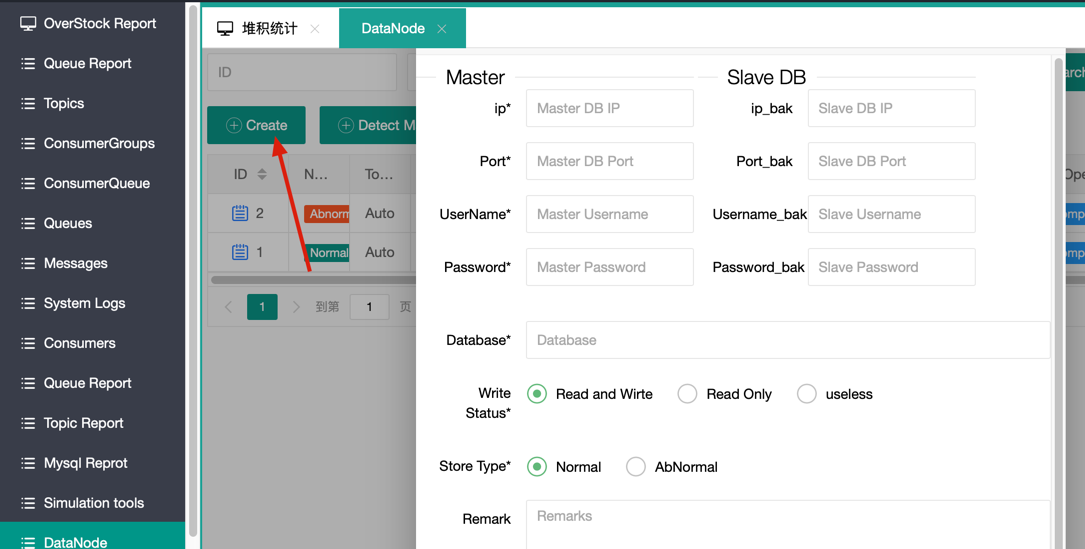 OverStock Report
Queue Report
Topics
ConsumerGroups
ConsumerQueue
Queues
Messages
System Logs
Consumers
Queue Report
Topic Report
Mysql Reprot
Simulation tools
DataNode
堆积统计
DataNode
ID
Create
Detect M
ID N... To...
2 Abnorm Auto
1 Normal Auto
1 到第 1 页
arch
Ope
omp
omp
Master Slave DB
ip* Master DB IP ip_bak Slave DB IP
Port* Master DB Port Port_bak Slave DB Port
UserName* Master Username Username_bak Slave Username
Password* Master Password Password_bak Slave Password
Database* Database
Write Status* Read and Wirte Read Only useless
Store Type* Normal AbNormal
Remark Remarks